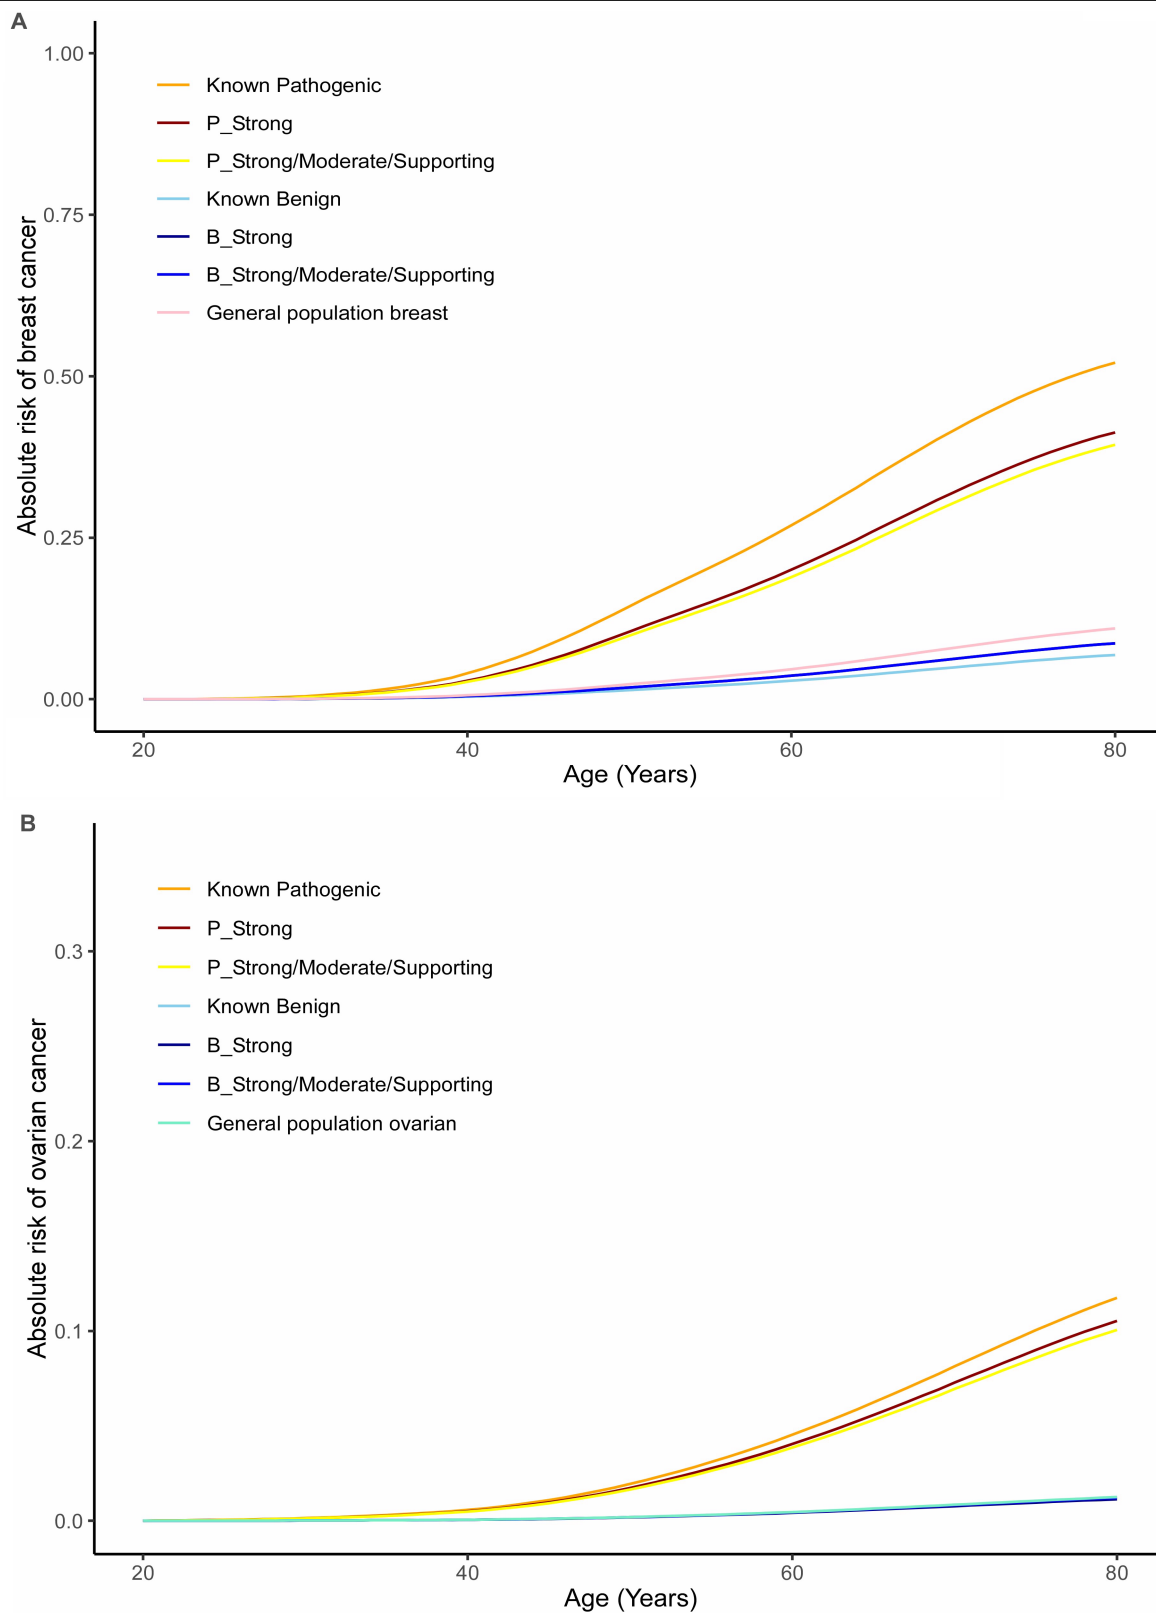 A
1.00
Known Pathogenic
P_Strong
P_Strong/Moderate/Supporting
Known Benign
0.75
B_Strong
B_Strong/Moderate/Supporting
General population breast
Absolute risk of breast cancer
0.50
0.25
0.00
20 40 60 80
Age (Years)
B
Known Pathogenic
P_Strong
0.3
P_Strong/Moderate/Supporting
Known Benign
B_Strong
B_Strong/Moderate/Supporting
General population ovarian
0.2
Absolute risk of ovarian cancer
0.1
0.0
20 40 60 80
Age (Years)